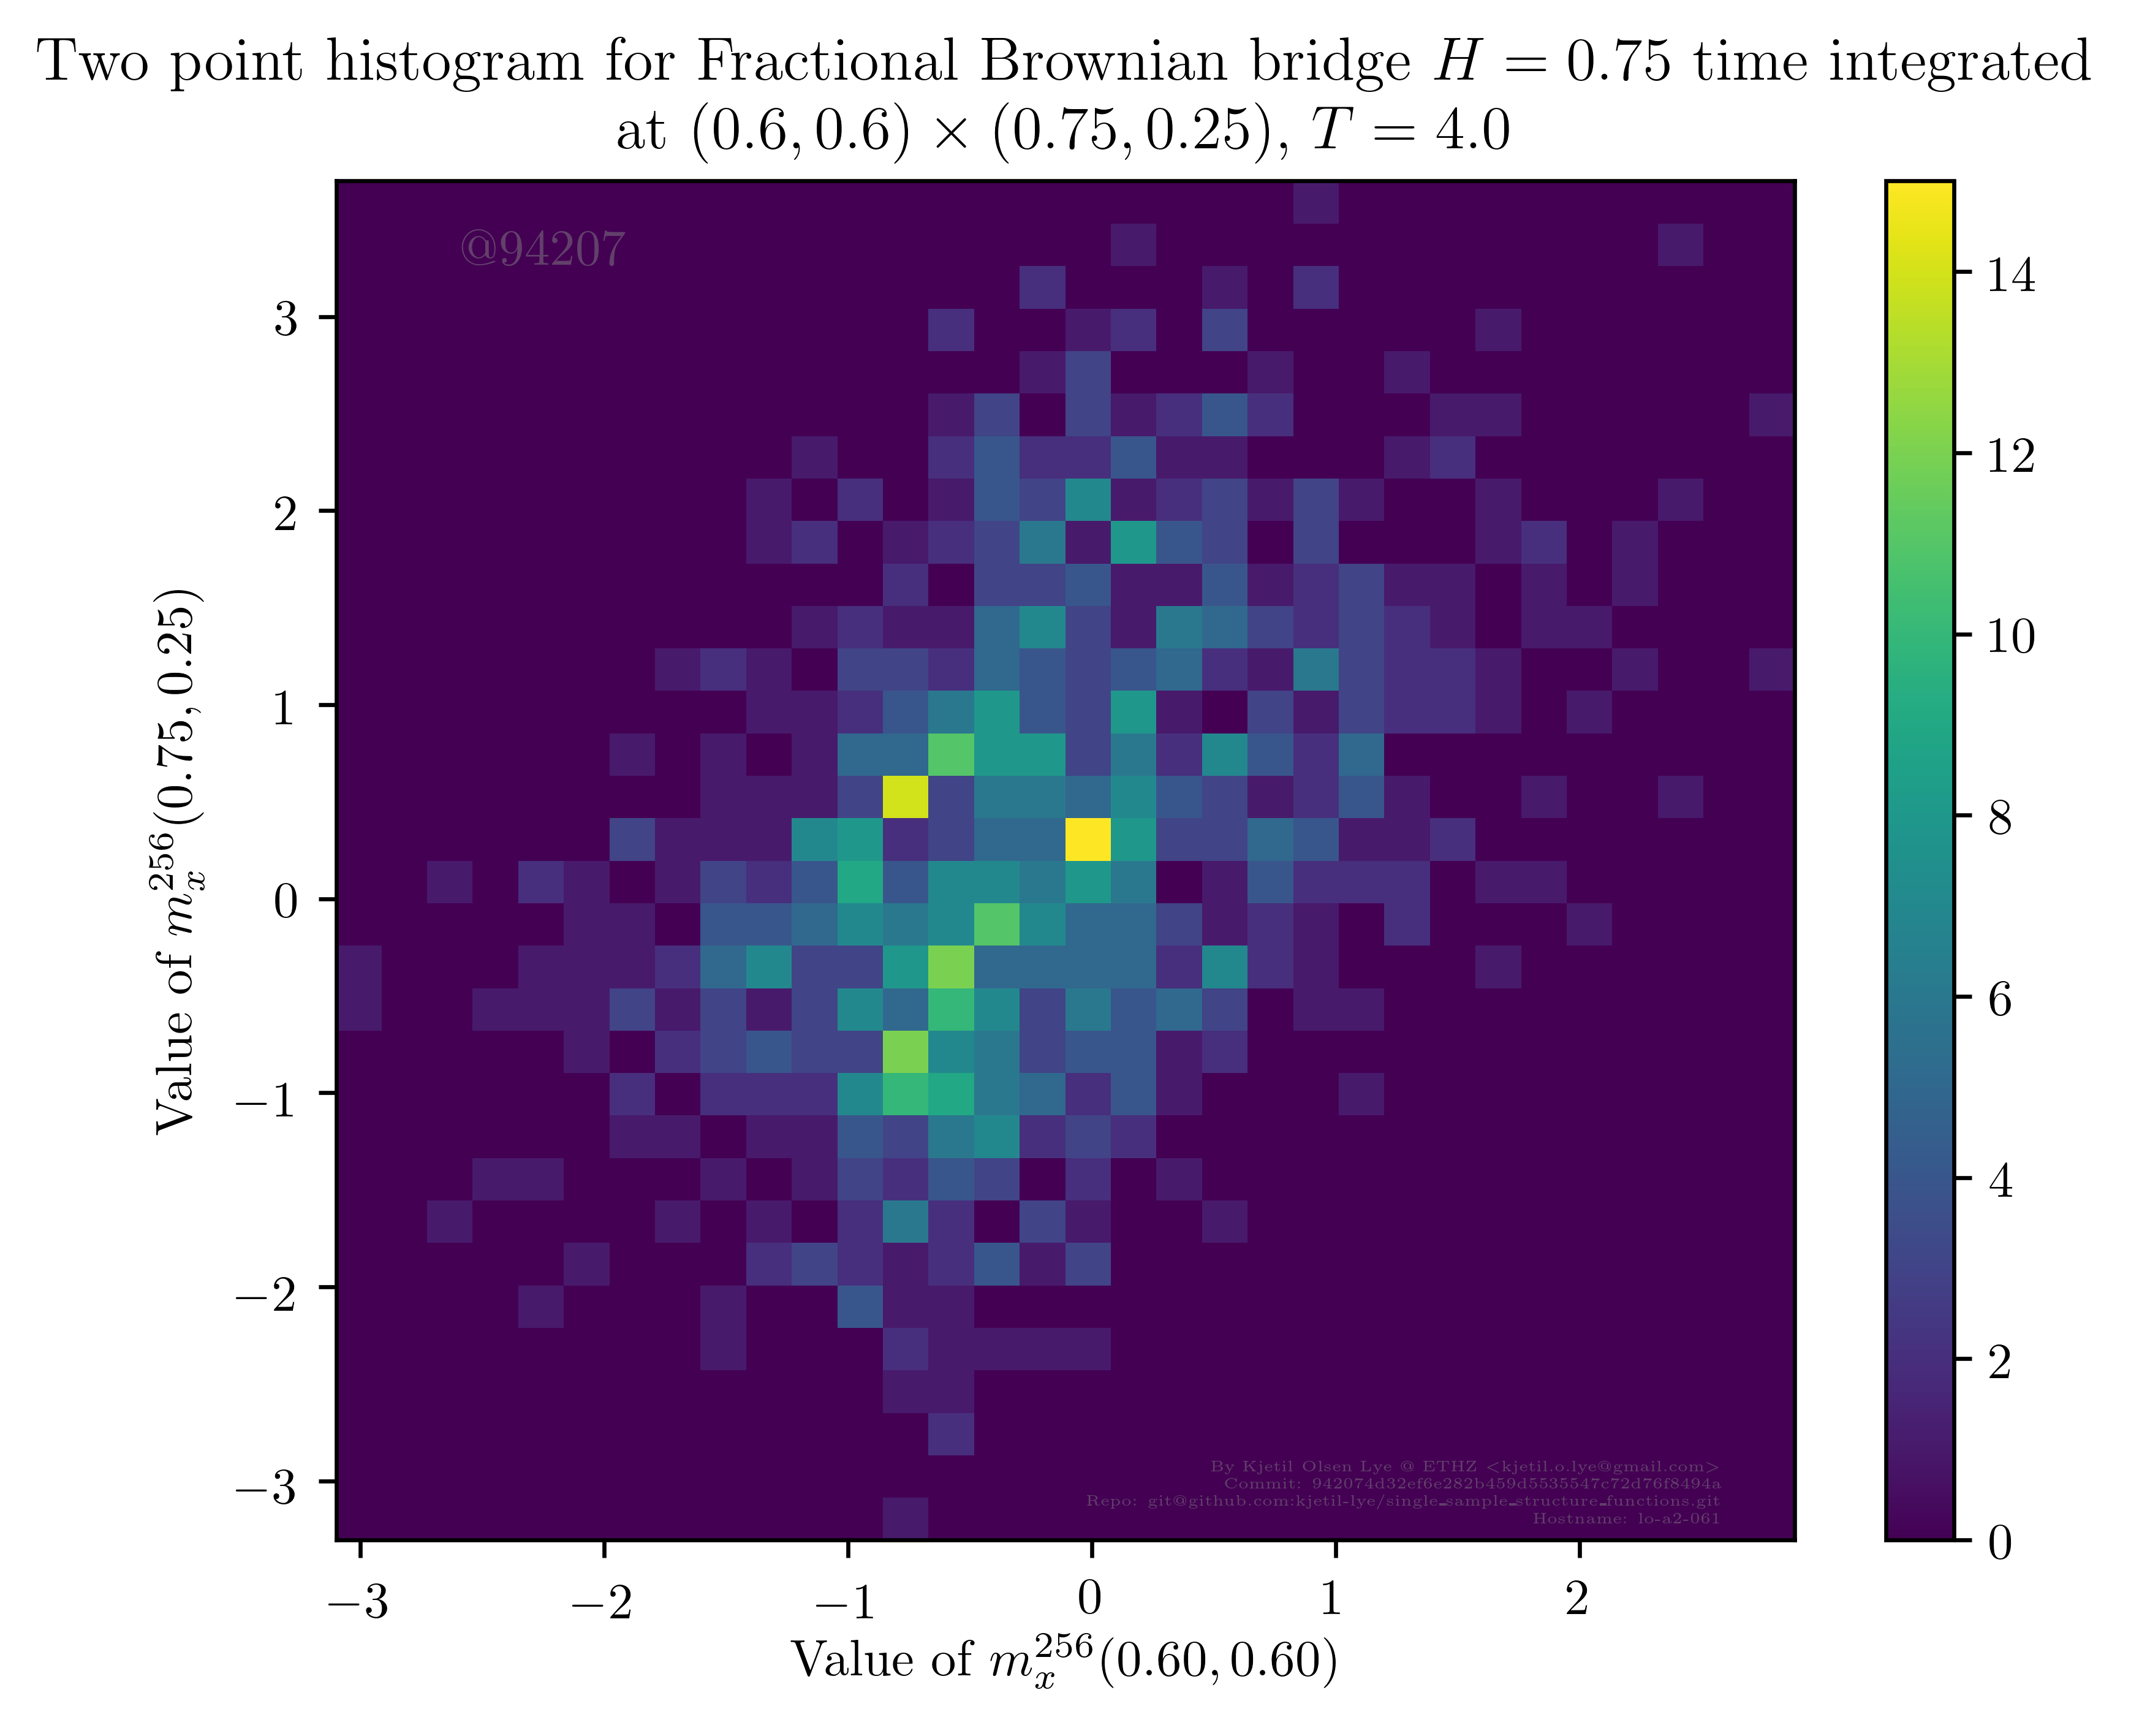 Two point histogram for Fractional Brownian bridge H = 0.75 time integrated
at (0.6, 0.6) × (0.75, 0.25), T = 4.0
@94207
3
2
1
0
−1
−2
−3
Value of m_x^{256}(0.75, 0.25)
−3
−2
−1
0
1
2
Value of m_x^{256}(0.60, 0.60)
14
12
10
8
6
4
2
0
By Kjetil Olsen Lye @ ETHZ <kjetil.o.lye@gmail.com>
Commit: 942074d32ef6e282b459d5535547c72d76f8494a
Repo: git@github.com:kjetil-lye/single_sample_structure_functions.git
Hostname: lo-a2-061